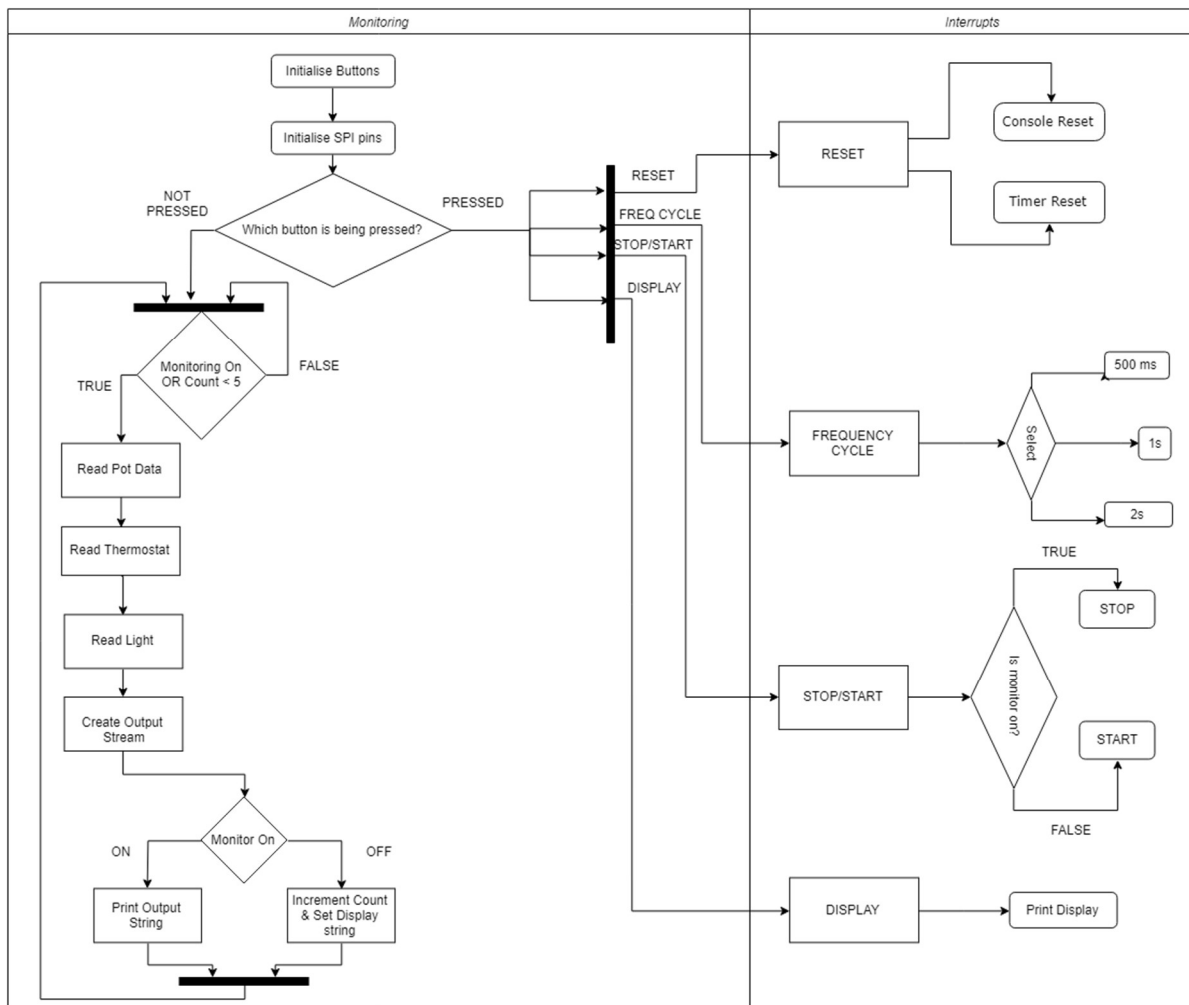 Monitoring
Interrupts
Initialise Buttons
Initialise SPI pins
NOT
PRESSED
Which button is being pressed?
PRESSED
RESET
FREQ CYCLE
STOP/START
DISPLAY
Monitoring On
OR Count < 5
TRUE
FALSE
Read Pot Data
Read Thermostat
Read Light
Create Output
Stream
Monitor On
ON
OFF
Print Output
String
Increment Count
& Set Display
string
RESET
Console Reset
Timer Reset
FREQUENCY
CYCLE
Select
500 ms
1s
2s
STOP/START
Is monitor on?
TRUE
STOP
START
FALSE
DISPLAY
Print Display